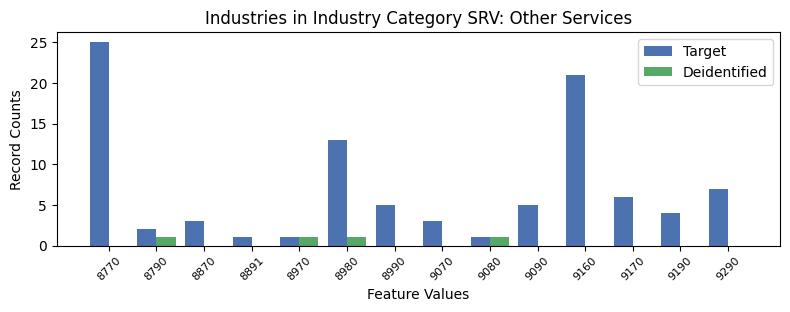 Industries in Industry Category SRV: Other Services
25
20
15
10
5
0
Record Counts
Target
Deidentified
8770 8790 8870 8891 8970 8980 8990 9070 9080 9090 9160 9170 9190 9290
Feature Values